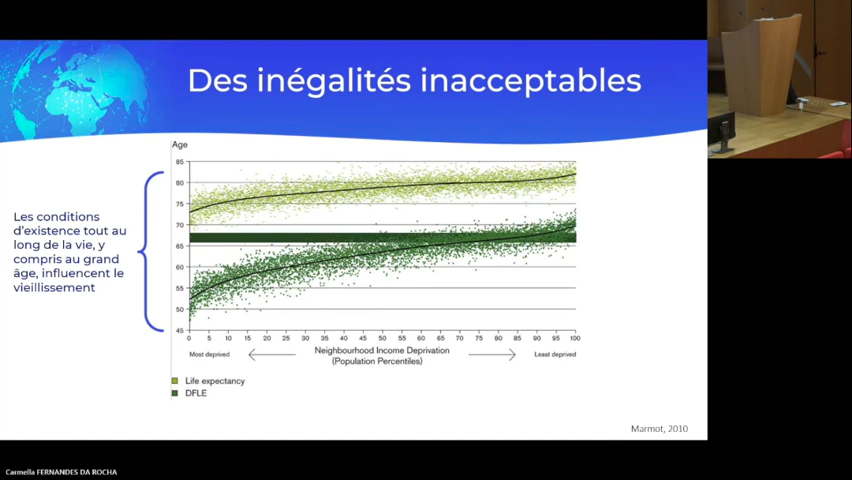 Des inégalités inacceptables
Age
85
80
75
70
65
60
55
50
45
0 5 10 15 20 25 30 35 40 45 50 55 60 65 70 75 80 85 90 95 100
Most deprived
Neighbourhood Income Deprivation
(Population Percentiles)
Least deprived
Life expectancy
DFLE
Les conditions
d'existence tout au
long de la vie, y
compris au grand
âge, influencent le
vieillissement
Marmot, 2010
Carmella FERNANDES DA ROCHA